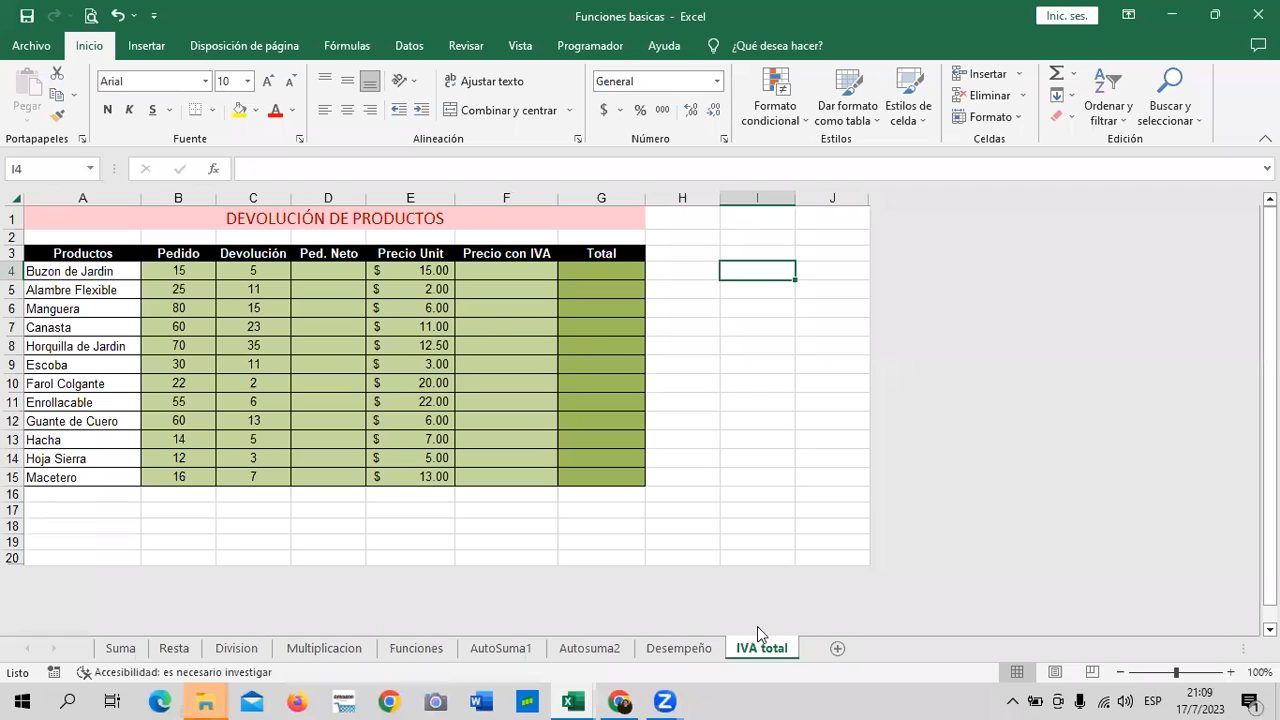 Funciones basicas - Excel
Inic. ses.
Archivo Inicio Insertar Disposición de página Fórmulas Datos Revisar Vista Programador Ayuda ¿Qué desea hacer?
Pegar
Portapapeles
Arial 10
N K S
Fuente
Ajustar texto
Combinar y centrar
Alineación
General
$ % 000
Número
Formato condicional
Dar formato como tabla
Estilos de celda
Estilos
Insertar
Eliminar
Formato
Celdas
Ordenar y filtrar
Buscar y seleccionar
Edición
I4 fx
A B C D E F G H I J
1 DEVOLUCIÓN DE PRODUCTOS
2
3 Productos Pedido Devolución Ped. Neto Precio Unit Precio con IVA Total
4 Buzon de Jardin 15 5 $ 15.00
5 Alambre Flexible 25 11 $ 2.00
6 Manguera 80 15 $ 6.00
7 Canasta 60 23 $ 11.00
8 Horquilla de Jardin 70 35 $ 12.50
9 Escoba 30 11 $ 3.00
10 Farol Colgante 22 2 $ 20.00
11 Enrollacable 55 6 $ 22.00
12 Guante de Cuero 60 13 $ 6.00
13 Hacha 14 5 $ 7.00
14 Hoja Sierra 12 3 $ 5.00
15 Macetero 16 7 $ 13.00
16
17
18
19
20
Suma Resta Division Multiplicacion Funciones AutoSuma1 Autosuma2 Desempeño IVA total
Listo Accesibilidad: es necesario investigar 100%
ESP
21:09
17/7/2023